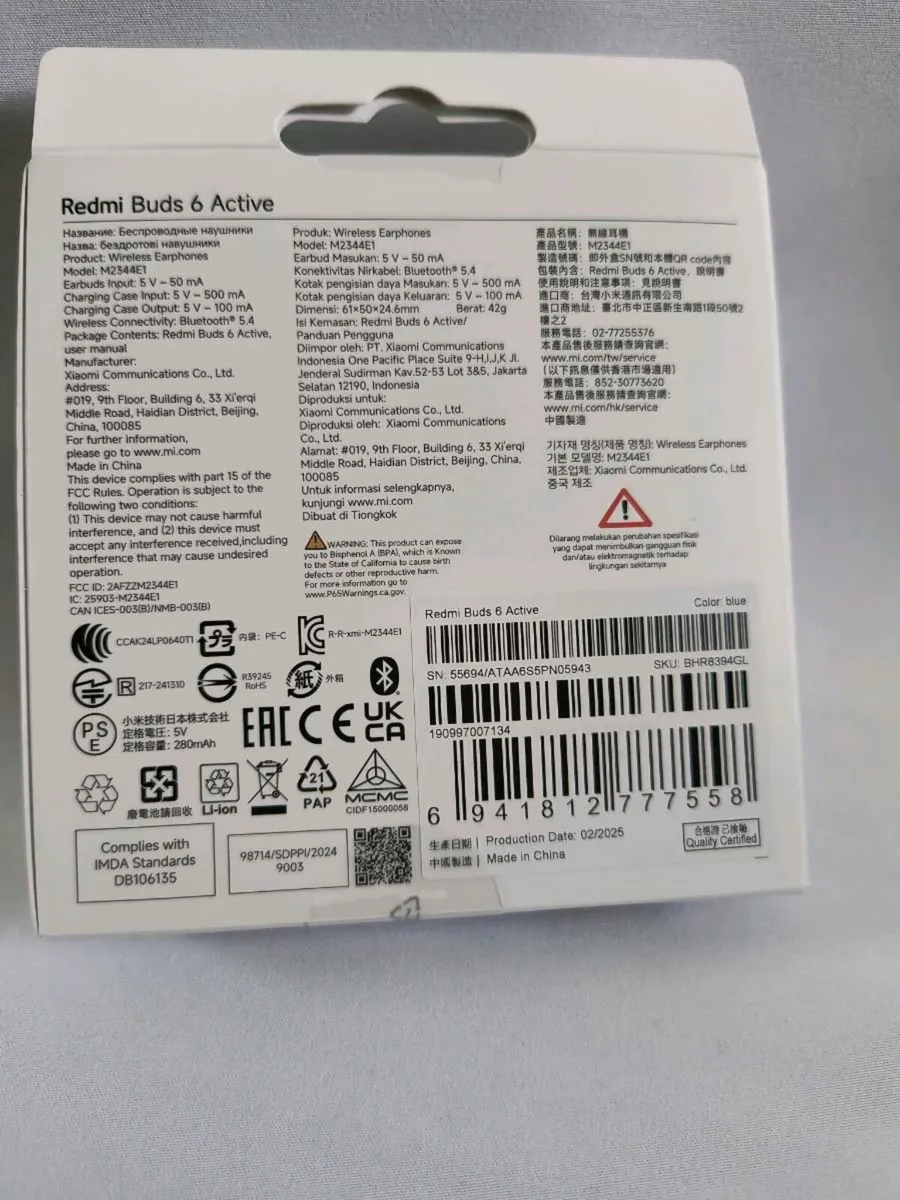 Redmi Buds 6 Active
Название: Беспроводные наушники
Назва: бездротові навушники
Product: Wireless Earphones
Model: M2344E1
Earbuds Input: 5 V ⎓ 50 mA
Charging Case Input: 5 V ⎓ 500 mA
Charging Case Output: 5 V ⎓ 100 mA
Wireless Connectivity: Bluetooth® 5.4
Package Contents: Redmi Buds 6 Active,
user manual
Manufacturer:
Xiaomi Communications Co., Ltd.
Address:
#019, 9th Floor, Building 6, 33 Xi'erqi
Middle Road, Haidian District, Beijing,
China, 100085
For further information,
please go to www.mi.com
Made in China
This device complies with part 15 of the
FCC Rules. Operation is subject to the
following two conditions:
(1) This device may not cause harmful
interference, and (2) this device must
accept any interference received,including
interference that may cause undesired
operation.
FCC ID: 2AFZZM2344E1
IC: 25903-M2344E1
CAN ICES-003(B)/NMB-003(B)
Produk: Wireless Earphones
Model: M2344E1
Earbud Masukan: 5 V ⎓ 50 mA
Konektivitas Nirkabel: Bluetooth® 5.4
Kotak pengisian daya Masukan: 5 V ⎓ 500 mA
Kotak pengisian daya Keluaran: 5 V ⎓ 100 mA
Dimensi: 61×50×24.6mm Berat: 42g
Isi Kemasan: Redmi Buds 6 Active/
Panduan Pengguna
Diimpor oleh: PT. Xiaomi Communications
Indonesia One Pacific Place Suite 9-H,I,J,K Jl.
Jenderal Sudirman Kav.52-53 Lot 3&5, Jakarta
Selatan 12190, Indonesia
Diproduksi untuk:
Xiaomi Communications Co., Ltd.
Diproduksi oleh: Xiaomi Communications
Co., Ltd.
Alamat: #019, 9th Floor, Building 6, 33 Xi'erqi
Middle Road, Haidian District, Beijing, China,
100085
Untuk informasi selengkapnya,
kunjungi www.mi.com
Dibuat di Tiongkok
WARNING: This product can expose
you to Bisphenol A (BPA), which is Known
to the State of California to cause birth
defects or other reproductive harm.
For more information go to
www.P65Warnings.ca.gov.
產品名稱：無線耳機
產品型號：M2344E1
製造號碼：即外盒SN號和本體QR code內容
包裝內容：Redmi Buds 6 Active，說明書
使用說明和注意事項：見說明書
進口商：台灣小米通訊有限公司
進口商地址：臺北市中正區新生南路1段50號2
樓之2
服務電話：02-77255376
本產品售後服務請查詢官網：
www.mi.com/tw/service
（以下訊息僅供香港市場適用）
服務電話：852-30773620
本產品售後服務請查詢官網：
www.mi.com/hk/service
中國製造
기자재 명칭(제품 명칭): Wireless Earphones
기본 모델명: M2344E1
제조업체: Xiaomi Communications Co., Ltd.
중국 제조
Dilarang melakukan perubahan spesifikasi
yang dapat menimbulkan gangguan fisik
dan/atau elektromagnetik terhadap
lingkungan sekitarnya
CCAK24LP0640T1
プラ
内袋：PE-C
R-R-xmi-M2344E1
R 217-241310
R39245
RoHS
紙
外箱
PS
E
小米技術日本株式会社
定格電圧：5V
定格容量：280mAh
EAC CE UK
CA
廢電池請回收
Li-ion
21
PAP
MCMC
CIDF15000056
Complies with
IMDA Standards
DB106135
98714/SDPPI/2024
9003
Redmi Buds 6 Active
Color: blue
SN: 55694/ATAA6S5PN05943
SKU: BHR8394GL
190997007134
6 941812 777558
生產日期 | Production Date: 02/2025
中國製造 | Made in China
合格證 已檢驗
Quality Certified